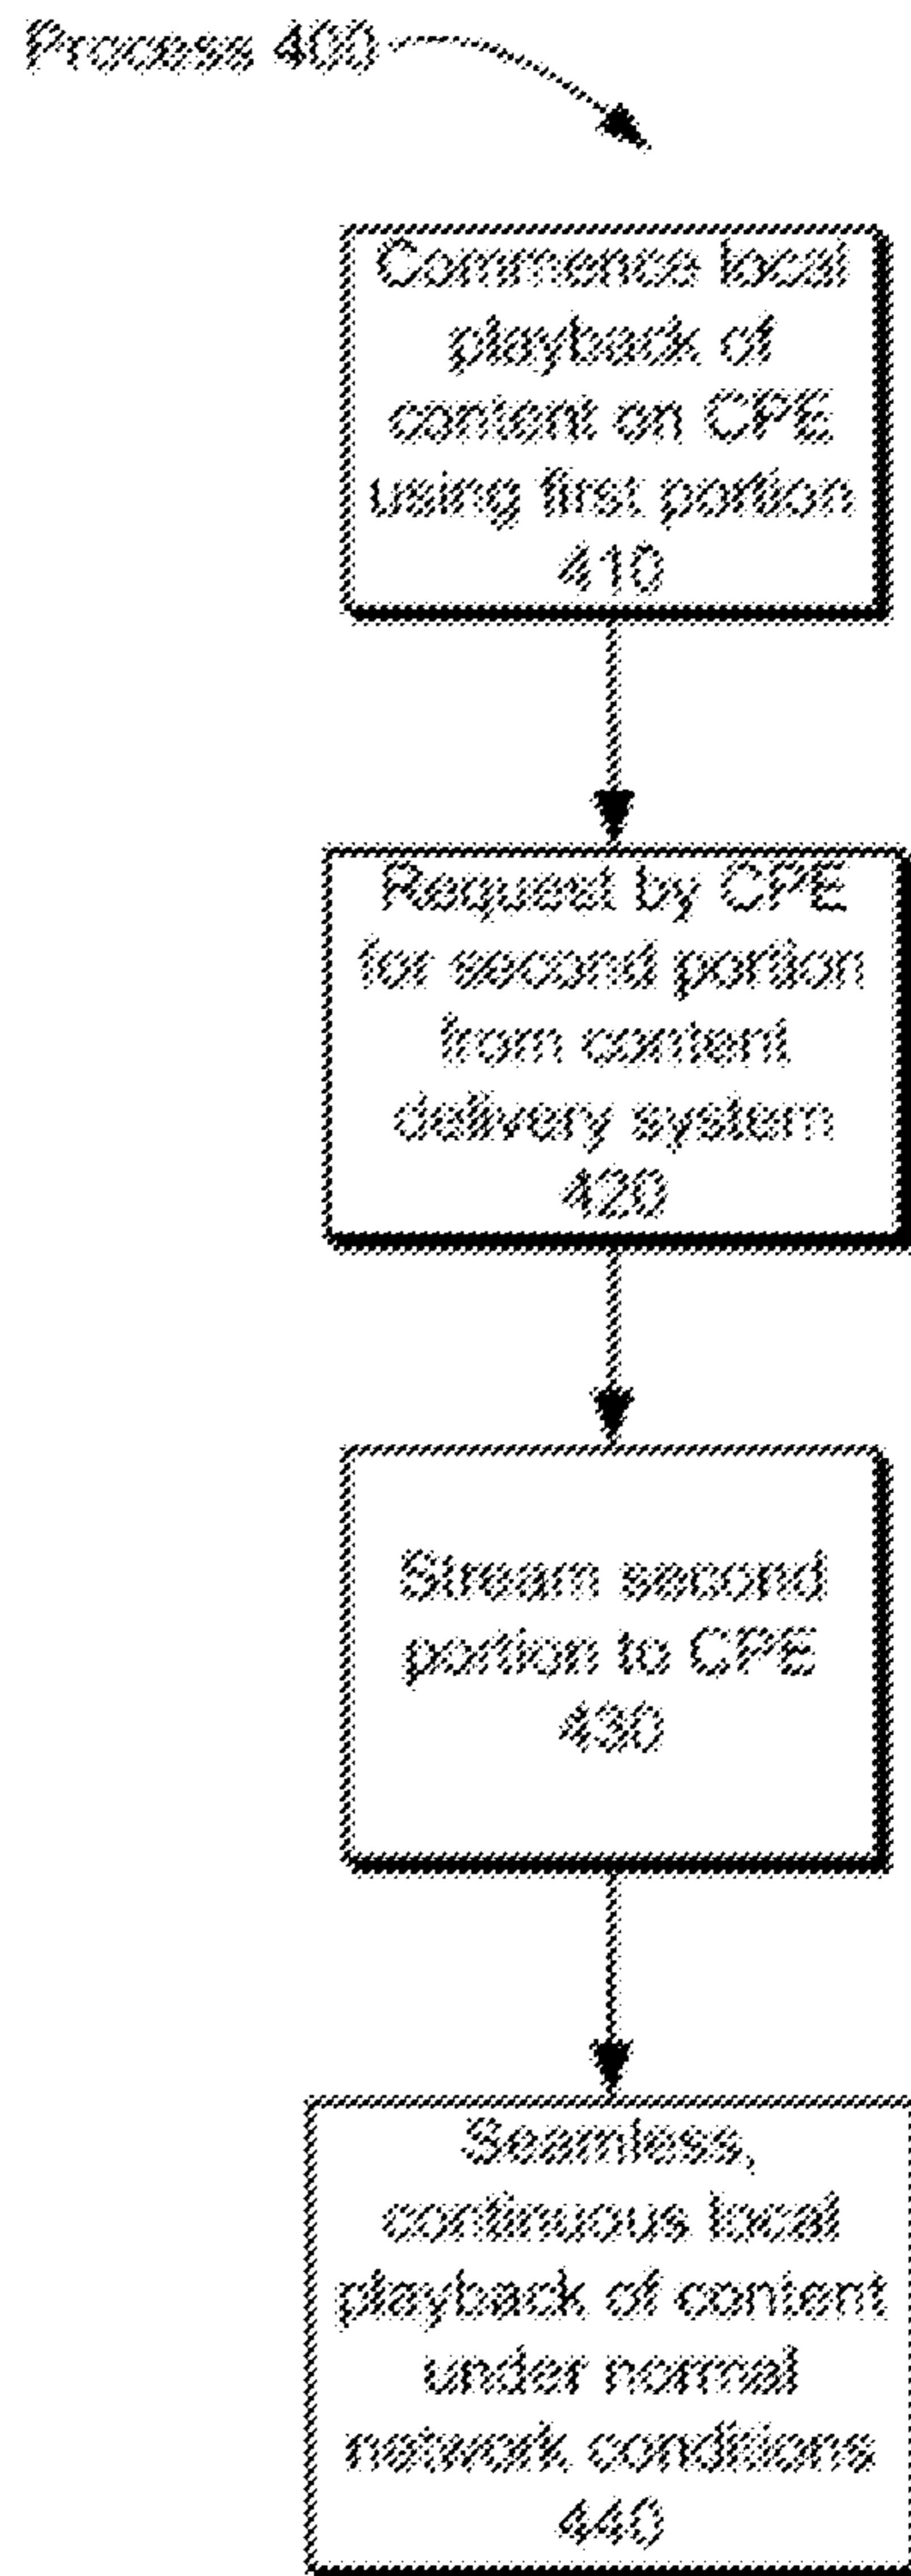 Process 400
Commence local
playback of
content on CPE
using first portion
410
Request by CPE
for second portion
from content
delivery system
420
Stream second
portion to CPE
430
Seamless,
continuous local
playback of content
under normal
network conditions
440